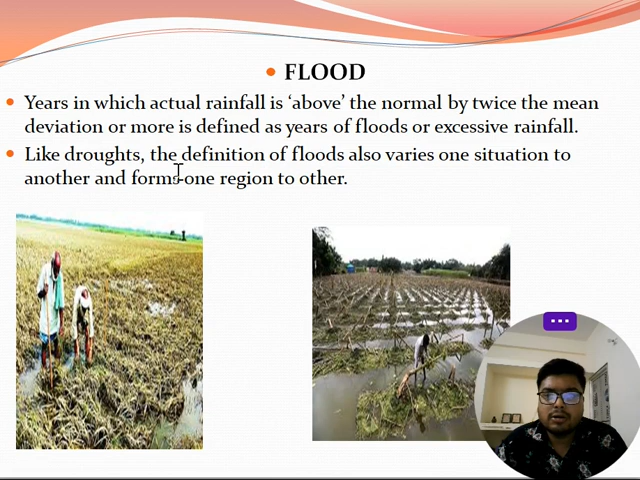 FLOOD
Years in which actual rainfall is ‘above’ the normal by twice the mean
deviation or more is defined as years of floods or excessive rainfall.
Like droughts, the definition of floods also varies one situation to
another and forms one region to other.